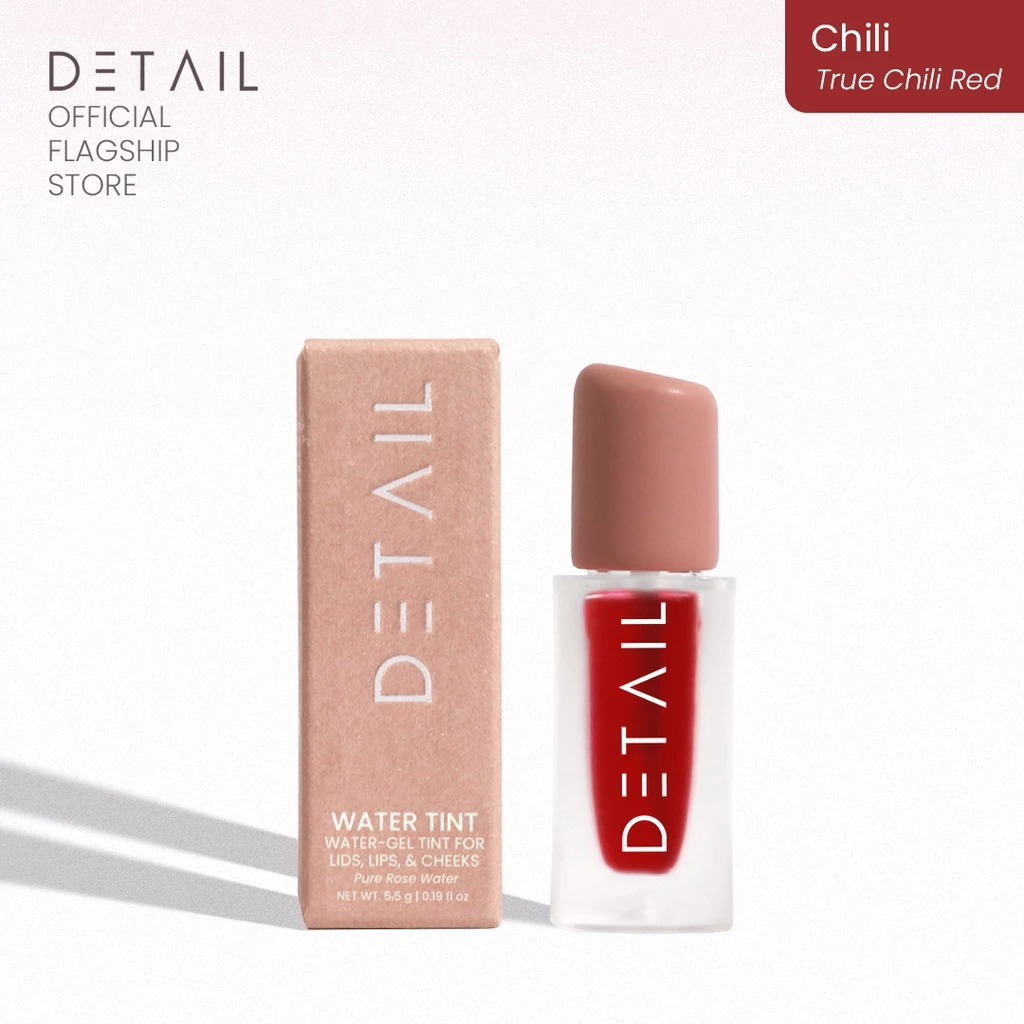 DETAIL
OFFICIAL
FLAGSHIP
STORE
Chili
True Chili Red
DETAIL
WATER TINT
WATER-GEL TINT FOR
LIDS, LIPS, & CHEEKS
Pure Rose Water
NET WT. 5,5 g | 0.19 fl oz
DETAIL